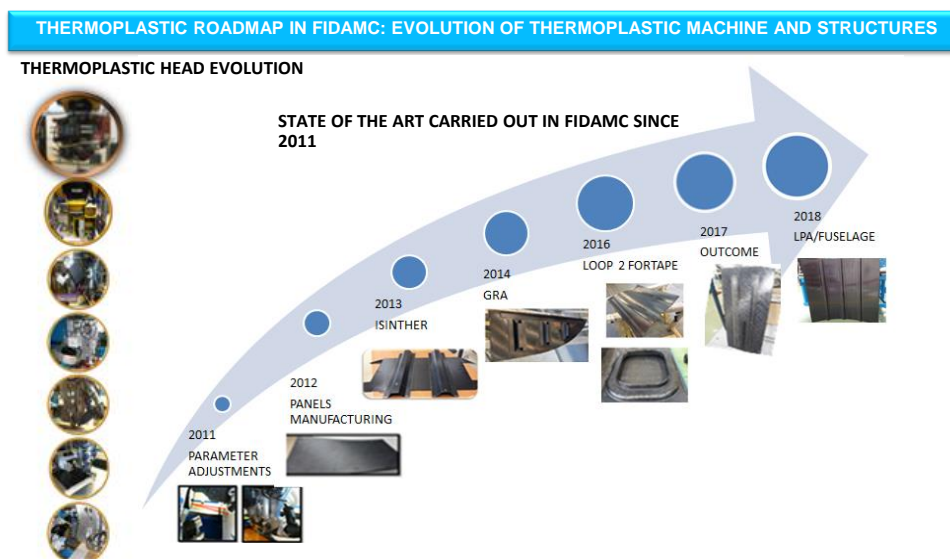 THERMOPLASTIC ROADMAP IN FIDAMC: EVOLUTION OF THERMOPLASTIC MACHINE AND STRUCTURES
THERMOPLASTIC HEAD EVOLUTION
STATE OF THE ART CARRIED OUT IN FIDAMC SINCE
2011
2011
PARAMETER
ADJUSTMENTS
2012
PANELS
MANUFACTURING
2013
ISINTHER
2014
GRA
2016
LOOP 2 FORTAPE
2017
OUTCOME
2018
LPA/FUSELAGE